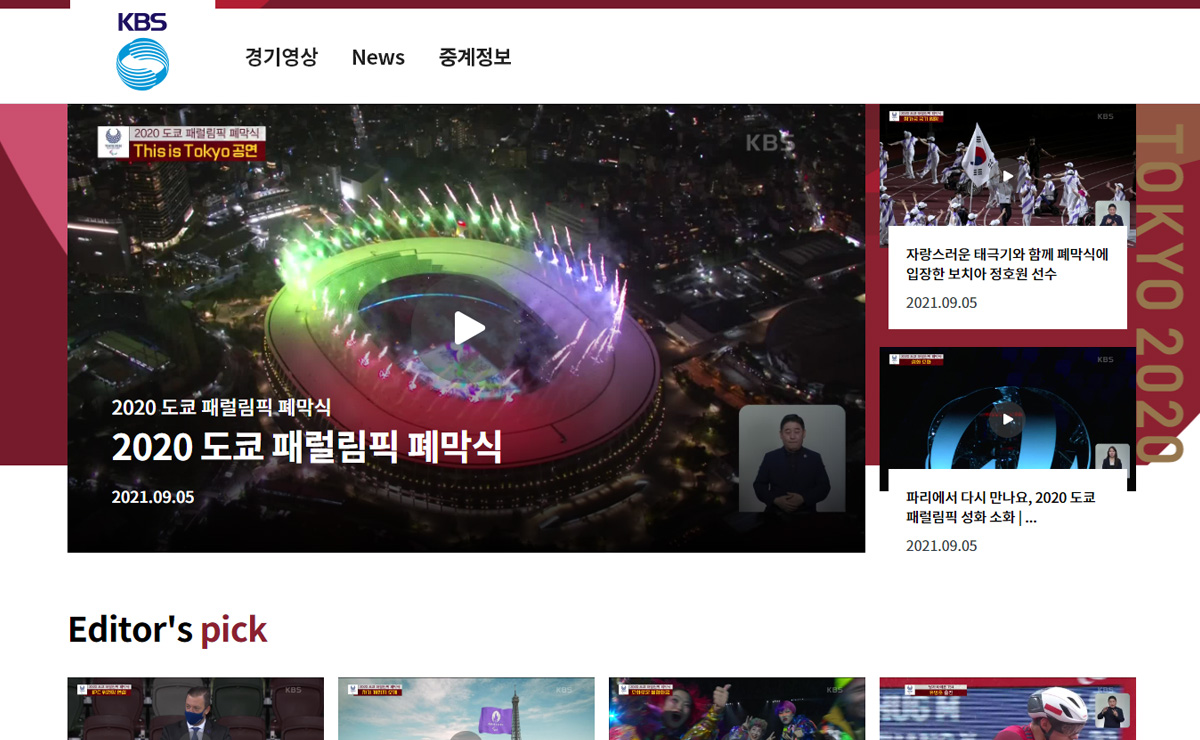 KBS
경기영상 News 중계정보
2020 도쿄 패럴림픽 폐막식
This is Tokyo 공연
KBS
2020 도쿄 패럴림픽 폐막식
2020 도쿄 패럴림픽 폐막식
2021.09.05
KBS
자랑스러운 태극기와 함께 폐막식에
입장한 보치아 정호원 선수
2021.09.05
KBS
파리에서 다시 만나요, 2020 도쿄
패럴림픽 성화 소화 | ...
2021.09.05
TOKYO 2020
Editor's pick
KBS
KBS
KBS